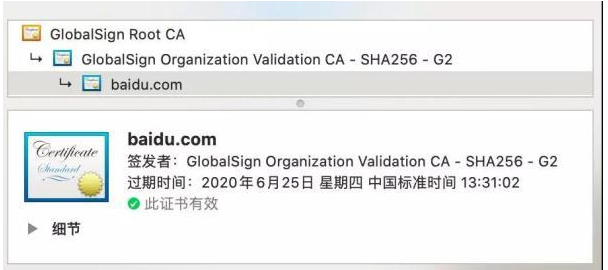 GlobalSign Root CA
GlobalSign Organization Validation CA - SHA256 - G2
baidu.com
Certificate
Standard
baidu.com
签发者：GlobalSign Organization Validation CA - SHA256 - G2
过期时间：2020年6月25日 星期四 中国标准时间 13:31:02
此证书有效
细节